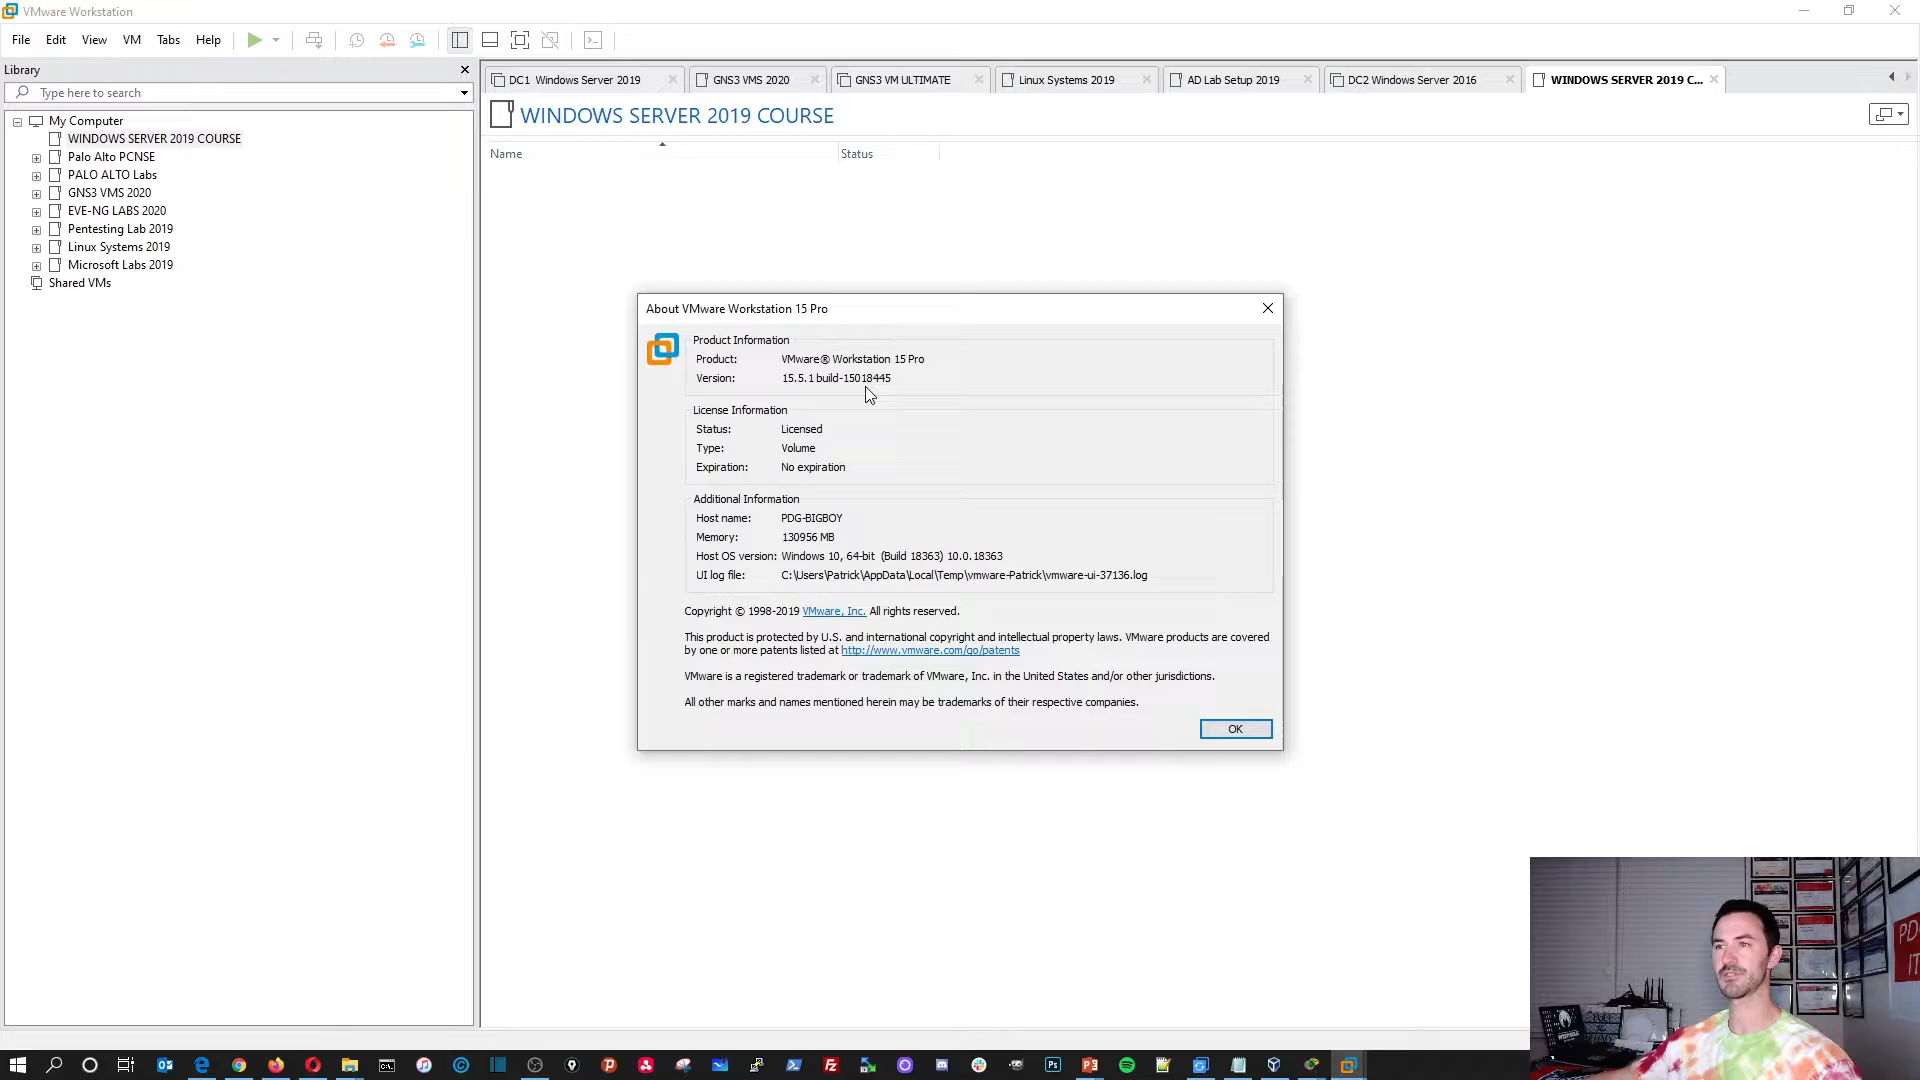 VMware Workstation
File Edit View VM Tabs Help
Library
Type here to search
My Computer
WINDOWS SERVER 2019 COURSE
Palo Alto PCNSE
PALO ALTO Labs
GNS3 VMS 2020
EVE-NG LABS 2020
Pentesting Lab 2019
Linux Systems 2019
Microsoft Labs 2019
Shared VMs
DC1 Windows Server 2019
GNS3 VMS 2020
GNS3 VM ULTIMATE
Linux Systems 2019
AD Lab Setup 2019
DC2 Windows Server 2016
WINDOWS SERVER 2019 C...
WINDOWS SERVER 2019 COURSE
Name Status
About VMware Workstation 15 Pro
Product Information
Product: VMware® Workstation 15 Pro
Version: 15.5.1 build-15018445
License Information
Status: Licensed
Type: Volume
Expiration: No expiration
Additional Information
Host name: PDG-BIGBOY
Memory: 130956 MB
Host OS version: Windows 10, 64-bit (Build 18363) 10.0.18363
UI log file: C:\Users\Patrick\AppData\Local\Temp\vmware-Patrick\vmware-ui-37136.log
Copyright © 1998-2019 VMware, Inc. All rights reserved.
This product is protected by U.S. and international copyright and intellectual property laws. VMware products are covered
by one or more patents listed at http://www.vmware.com/go/patents
VMware is a registered trademark or trademark of VMware, Inc. in the United States and/or other jurisdictions.
All other marks and names mentioned herein may be trademarks of their respective companies.
OK